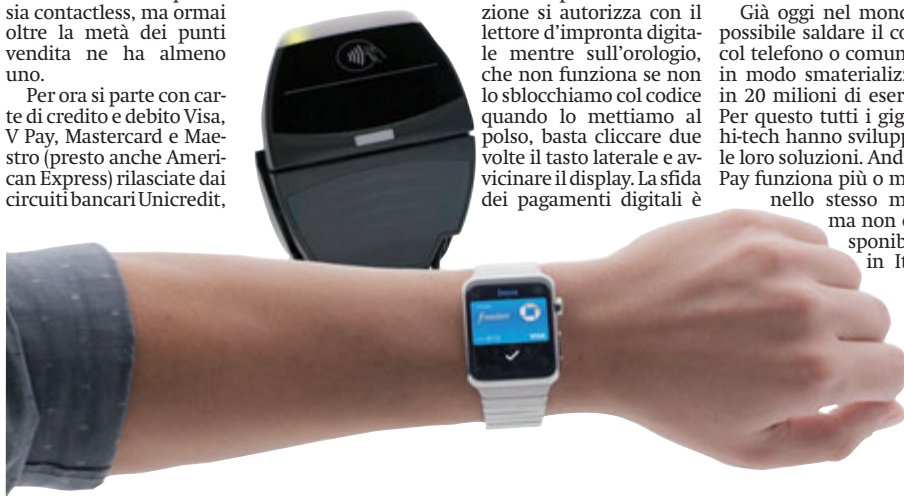 sia contactless, ma ormai
oltre la metà dei punti
vendita ne ha almeno
uno.
Per ora si parte con car-
te di credito e debito Visa,
V Pay, Mastercard e Mae-
stro (presto anche Ameri-
can Express) rilasciate dai
circuiti bancari Unicredit,
zione si autorizza con il
lettore d'impronta digita-
le mentre sull'orologio,
che non funziona se non
lo sblocchiamo col codice
quando lo mettiamo al
polso, basta cliccare due
volte il tasto laterale e av-
vicinare il display. La sfida
dei pagamenti digitali è
Già oggi nel mon
possibile saldare il co
col telefono o comun
in modo smaterializ
in 20 milioni di eser
Per questo tutti i gig
hi-tech hanno svilupp
le loro soluzioni. And
Pay funziona più o m
nello stesso m
ma non
sponib
in It
freedom
VISA